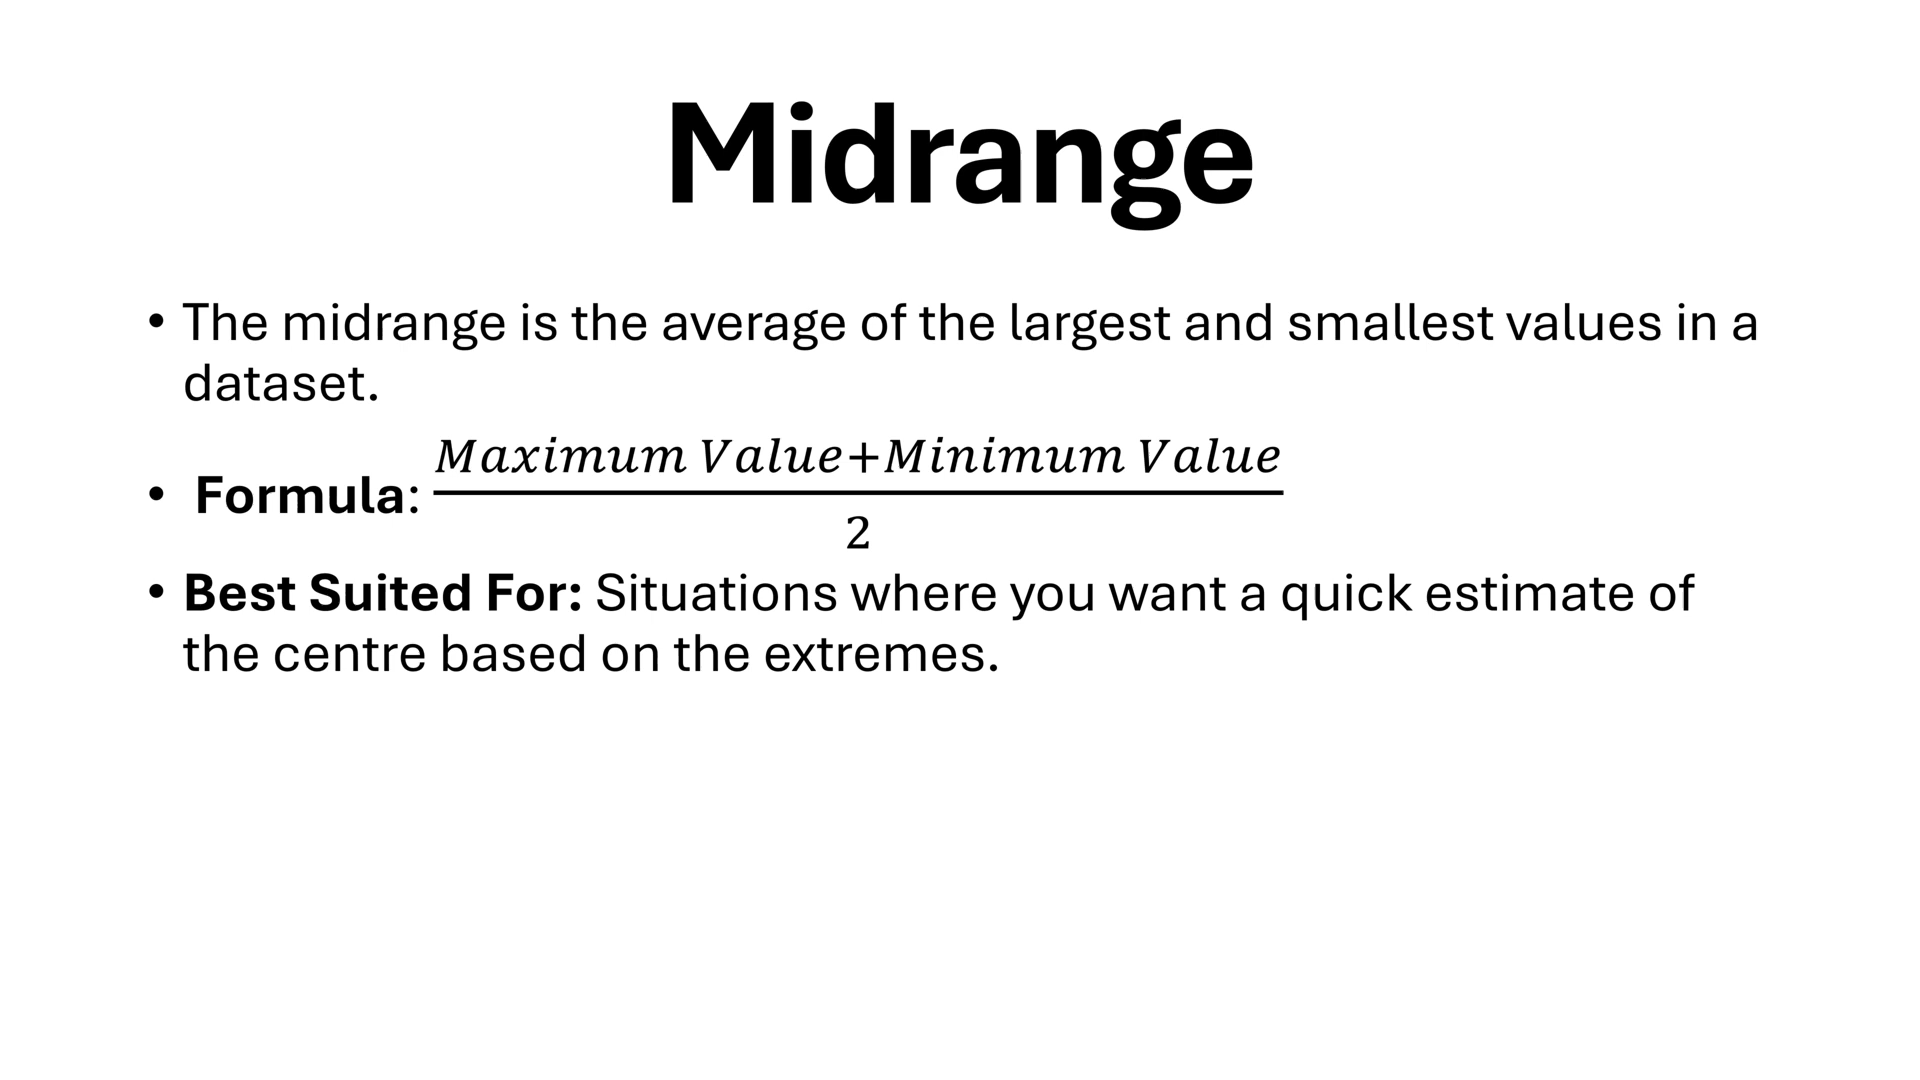 Midrange
• The midrange is the average of the largest and smallest values in a
dataset.
• Formula: \frac{Maximum Value+Minimum Value}{2}
• Best Suited For: Situations where you want a quick estimate of
the centre based on the extremes.